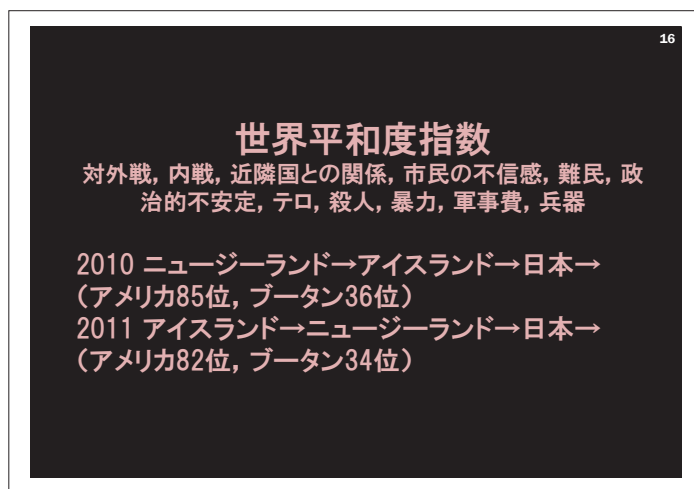 16
世界平和度指数
対外戦, 内戦, 近隣国との関係, 市民の不信感, 難民, 政
治的不安定, テロ, 殺人, 暴力, 軍事費, 兵器
2010 ニュージーランド→アイスランド→日本→
（アメリカ85位, ブータン36位）
2011 アイスランド→ニュージーランド→日本→
（アメリカ82位, ブータン34位）